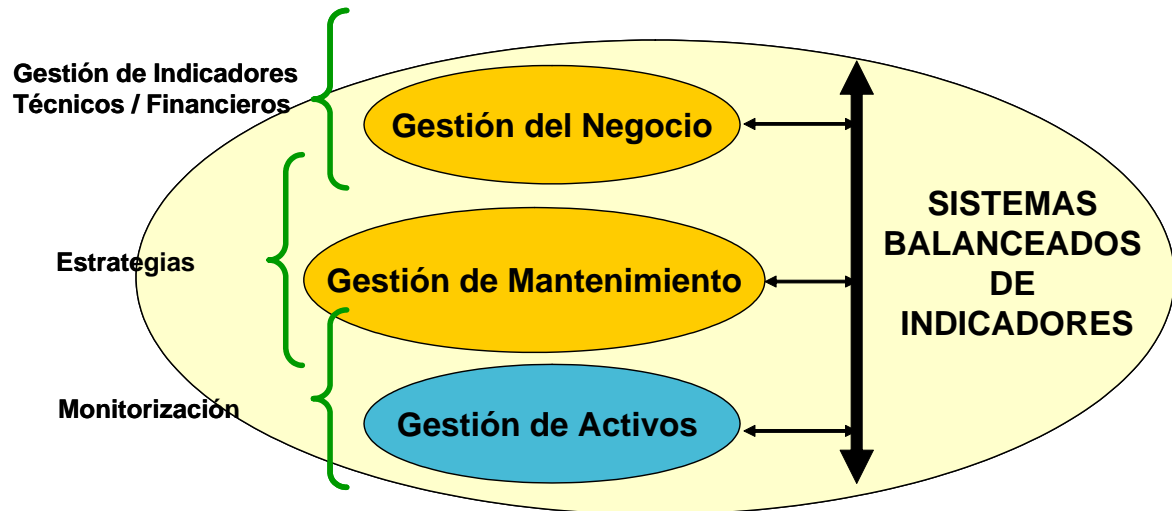 Gestión de Indicadores
Técnicos / Financieros
Gestión del Negocio
Estrategias
Gestión de Mantenimiento
Monitorización
Gestión de Activos
SISTEMAS
BALANCEADOS
DE
INDICADORES